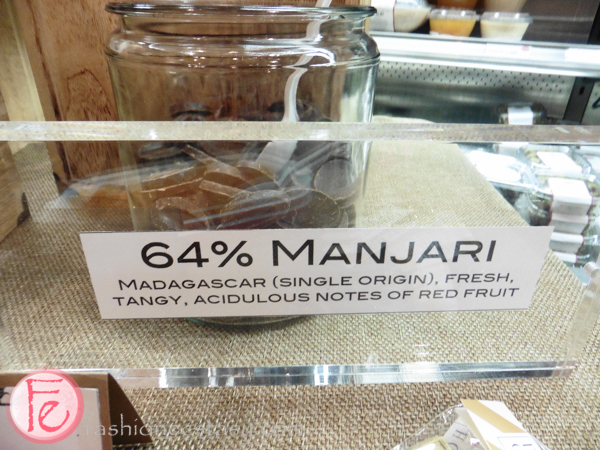 64% MANJARI
MADAGASCAR (SINGLE ORIGIN), FRESH,
TANGY, ACIDULOUS NOTES OF RED FRUIT
Fe